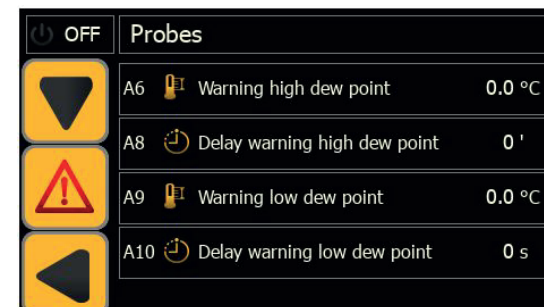 OFF Probes
A6 Warning high dew point 0.0 °C
A8 Delay warning high dew point 0 '
A9 Warning low dew point 0.0 °C
A10 Delay warning low dew point 0 s